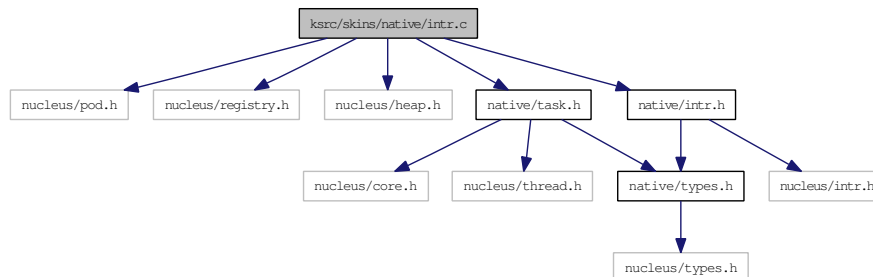 ksrc/skins/native/intr.c
nucleus/pod.h
nucleus/registry.h
nucleus/heap.h
native/task.h
native/intr.h
nucleus/core.h
nucleus/thread.h
native/types.h
nucleus/intr.h
nucleus/types.h